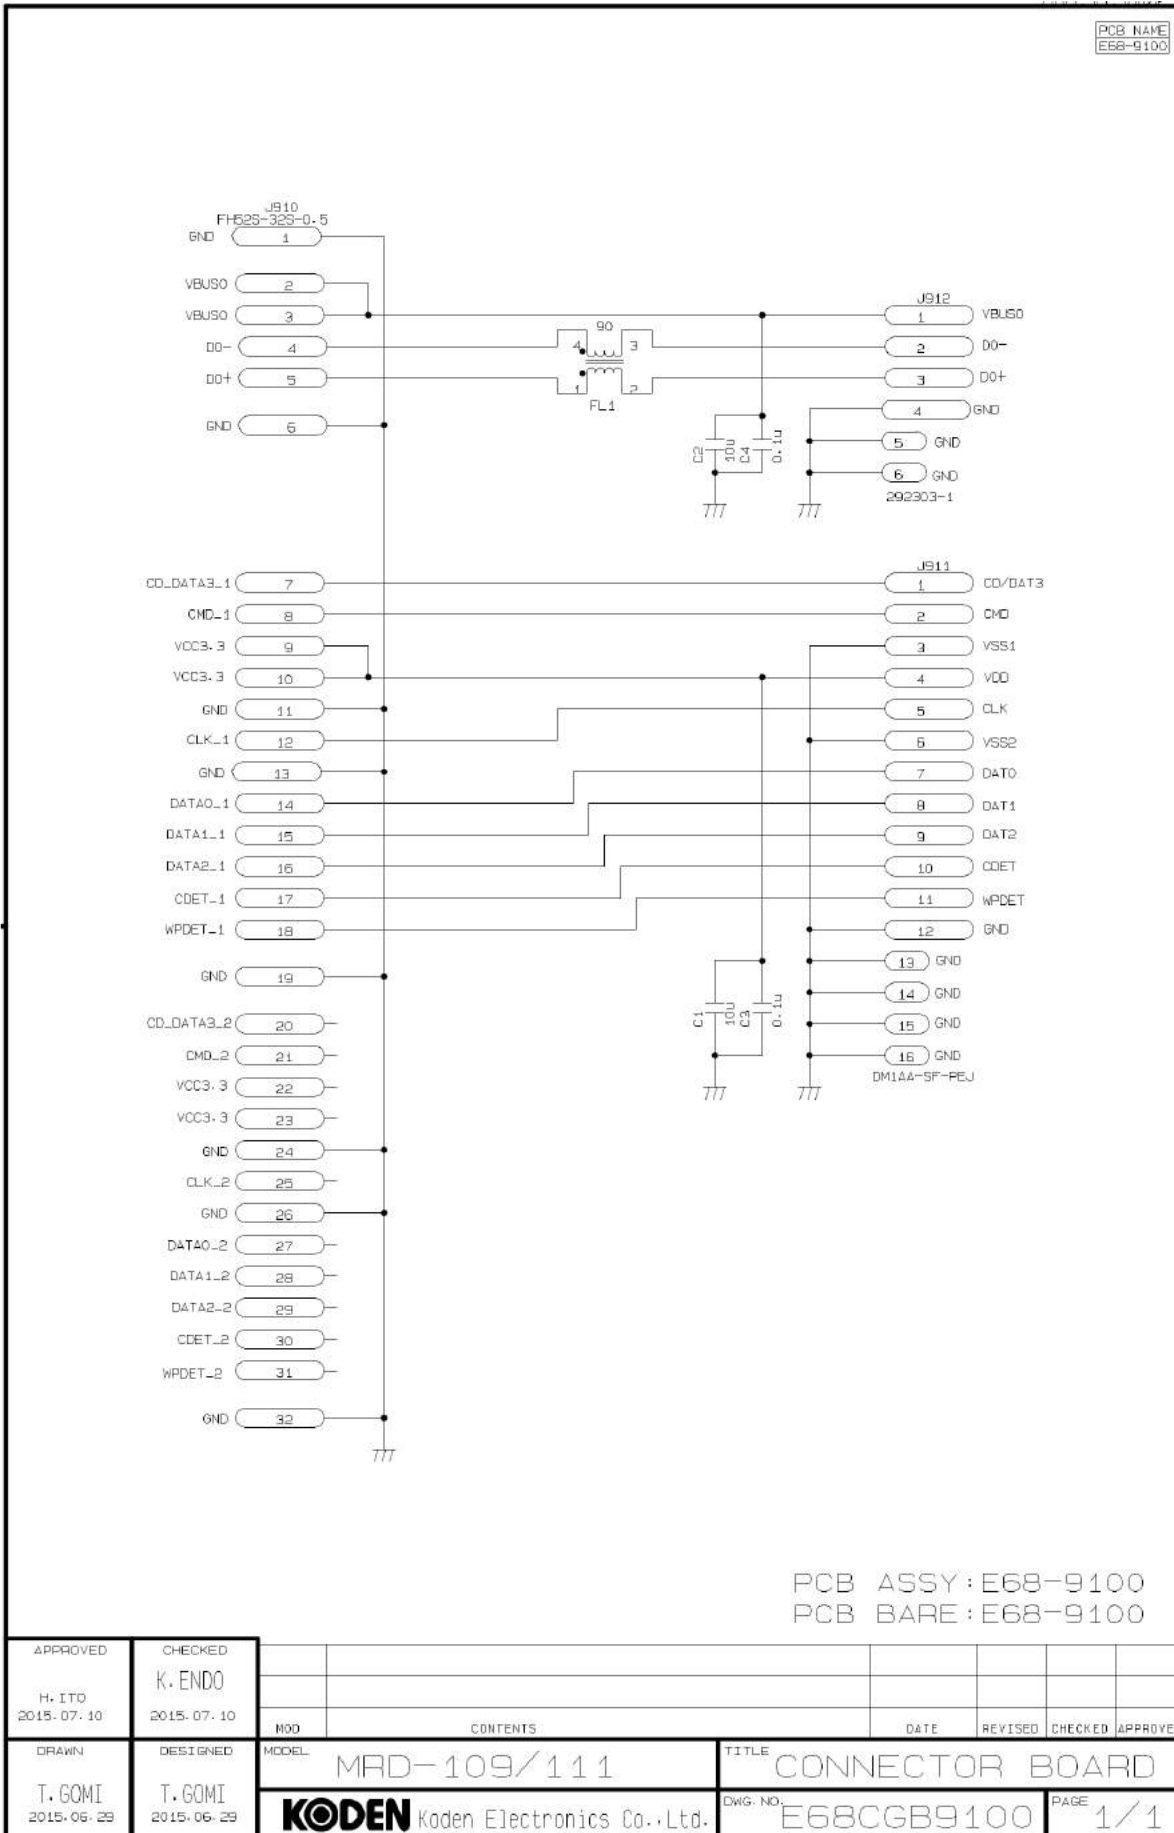 PCB NAME
E68-9100
J910
FH52S-32S-0.5
GND 1
VBUS0 2
VBUS0 3
D0- 4
D0+ 5
GND 6
90
4 3
1 2
FL1
J912
1 VBUS0
2 D0-
3 D0+
4 GND
5 GND
6 GND
292303-1
C2 10u C4 0.1u
CD_DATA3_1 7
CMD_1 8
VCC3.3 9
VCC3.3 10
GND 11
CLK_1 12
GND 13
DATA0_1 14
DATA1_1 15
DATA2_1 16
CDET_1 17
WPDET_1 18
GND 19
CD_DATA3_2 20
CMD_2 21
VCC3.3 22
VCC3.3 23
GND 24
CLK_2 25
GND 26
DATA0_2 27
DATA1_2 28
DATA2_2 29
CDET_2 30
WPDET_2 31
GND 32
J911
1 CD/DAT3
2 CMD
3 VSS1
4 VDD
5 CLK
6 VSS2
7 DAT0
8 DAT1
9 DAT2
10 CDET
11 WPDET
12 GND
13 GND
14 GND
15 GND
16 GND
DM1AA-SF-PEJ
C1 10u C3 0.1u
PCB ASSY:E68-9100
PCB BARE:E68-9100
APPROVED
H.ITO
2015.07.10
CHECKED
K.ENDO
2015.07.10
MOD CONTENTS DATE REVISED CHECKED APPROVE
DRAWN
T.GOMI
2015.06.29
DESIGNED
T.GOMI
2015.06.29
MODEL MRD-109/111
TITLE CONNECTOR BOARD
KODEN Koden Electronics Co.,Ltd.
DWG.NO. E68CGB9100
PAGE 1/1